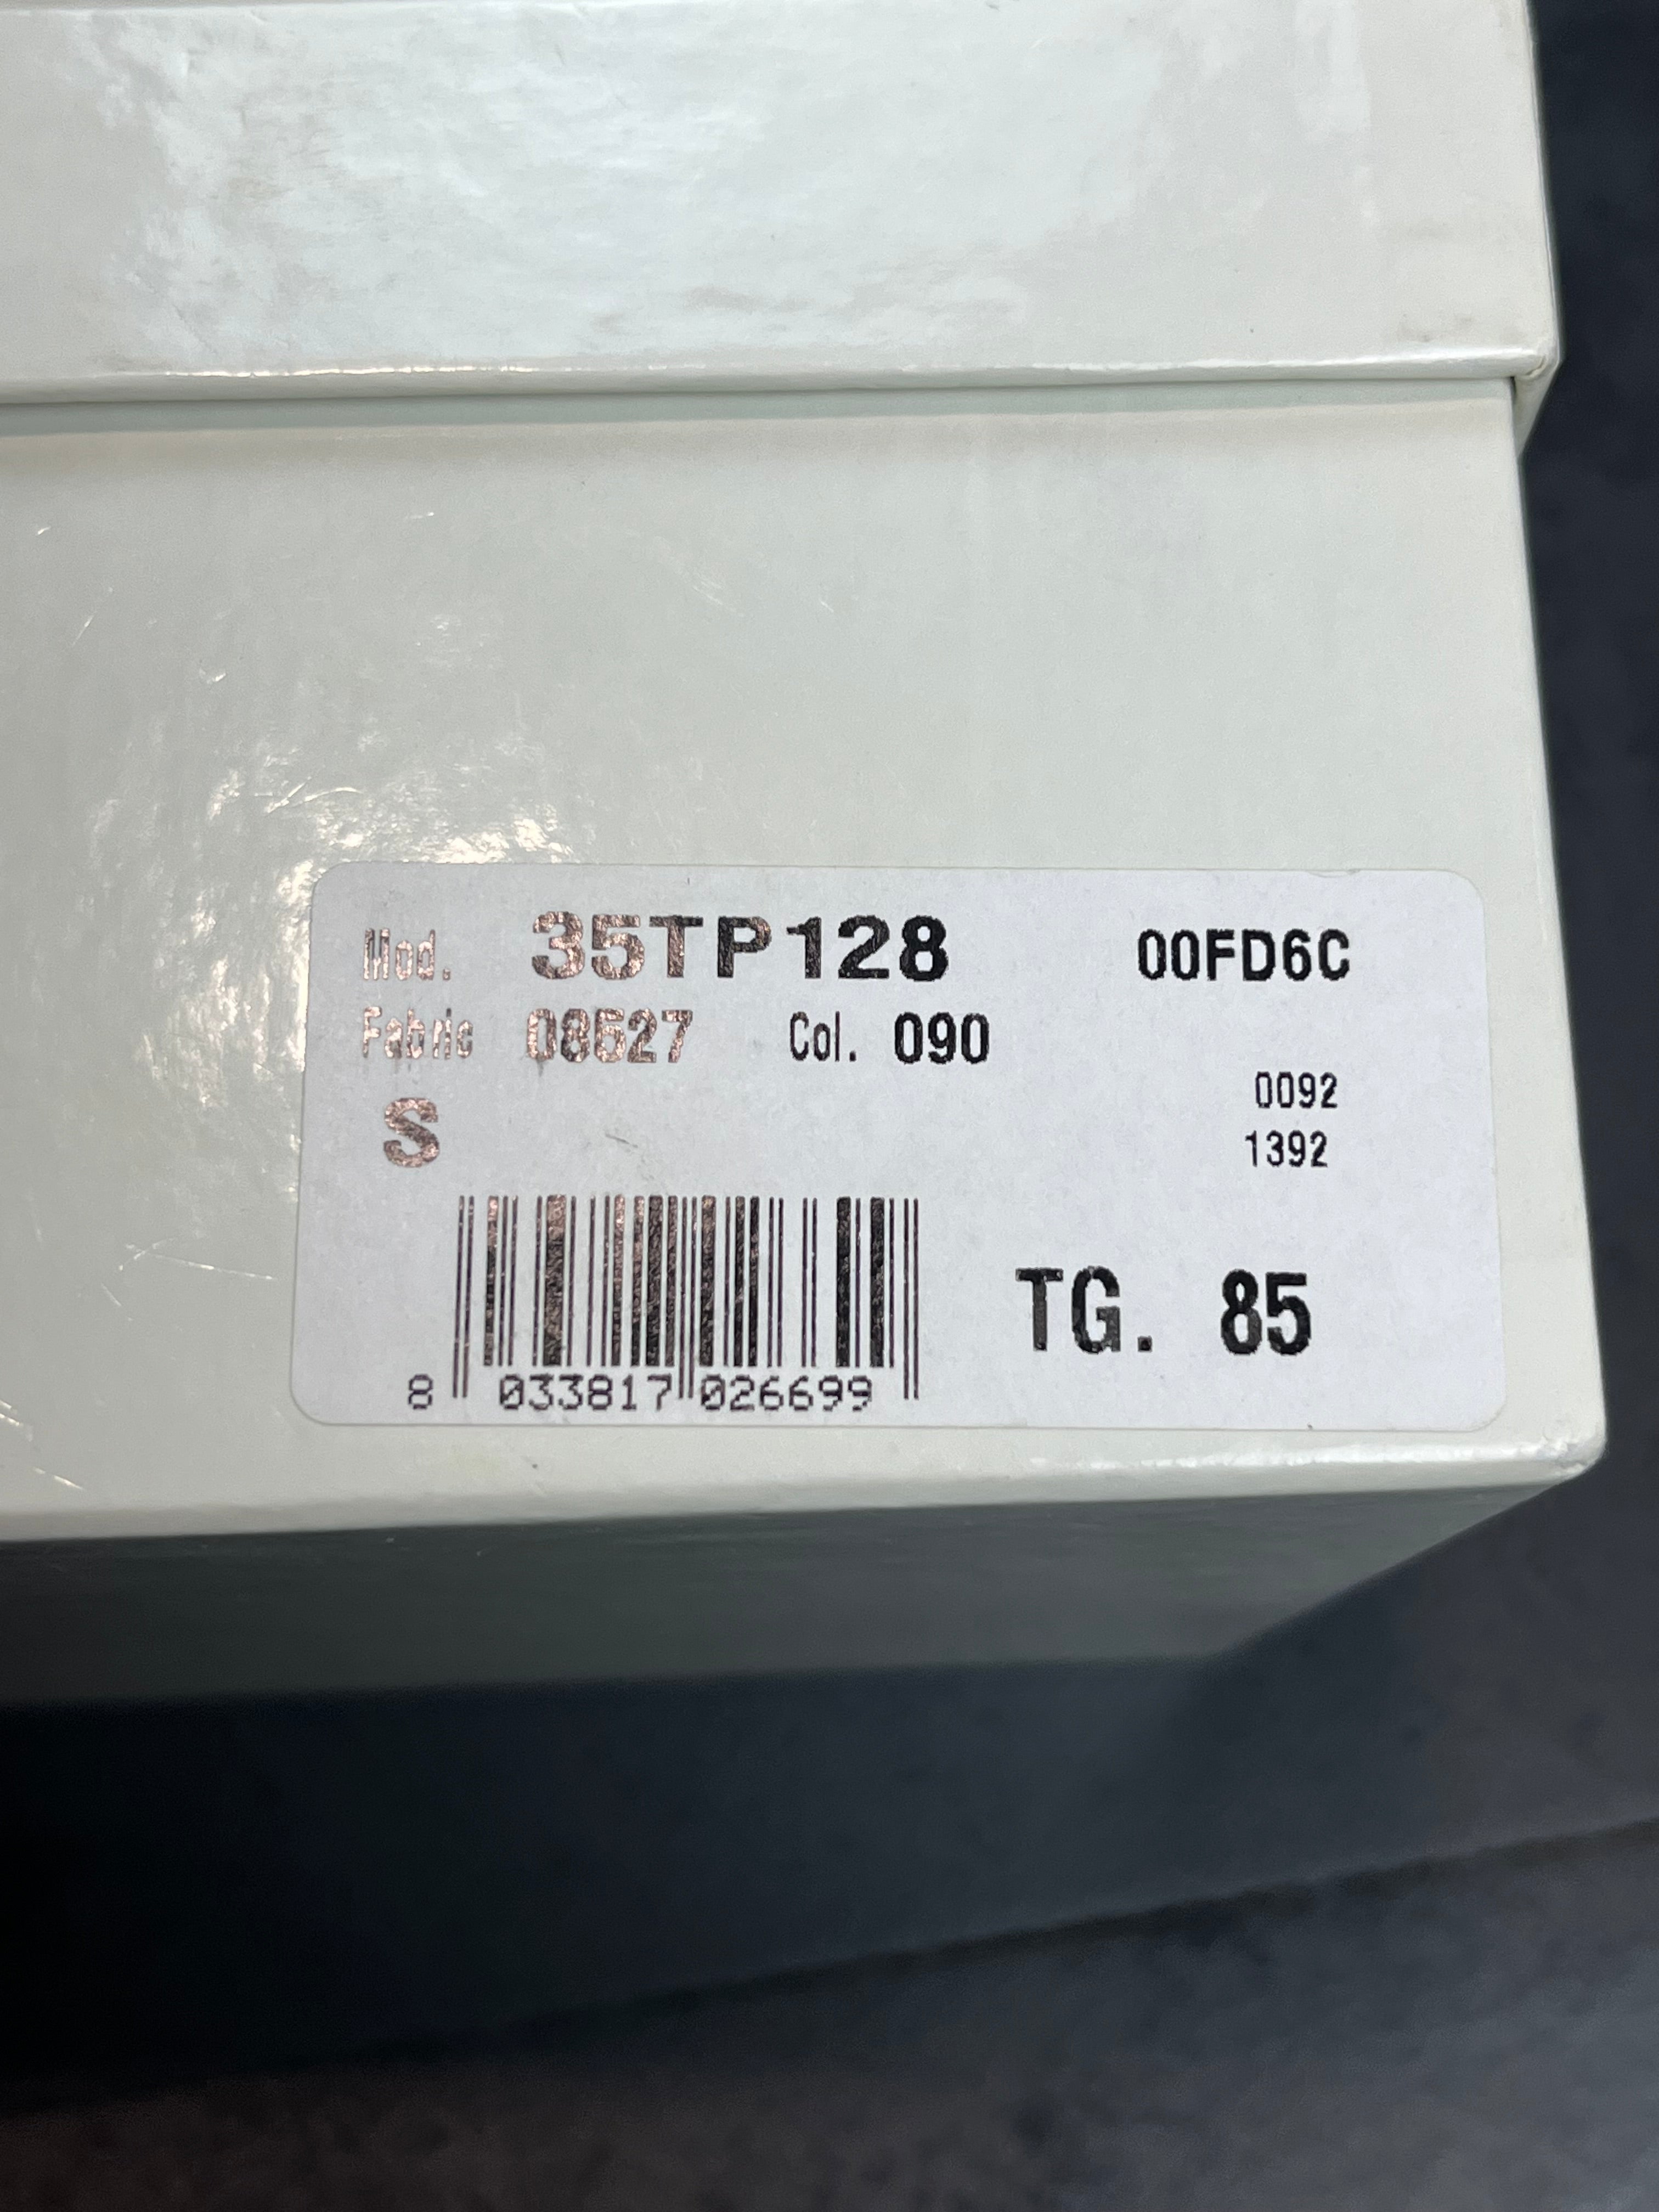 Mod. 35TP128 00FD6C
Fabric 08527 Col. 090
0092
S
1392
TG. 85
8 033817 026699